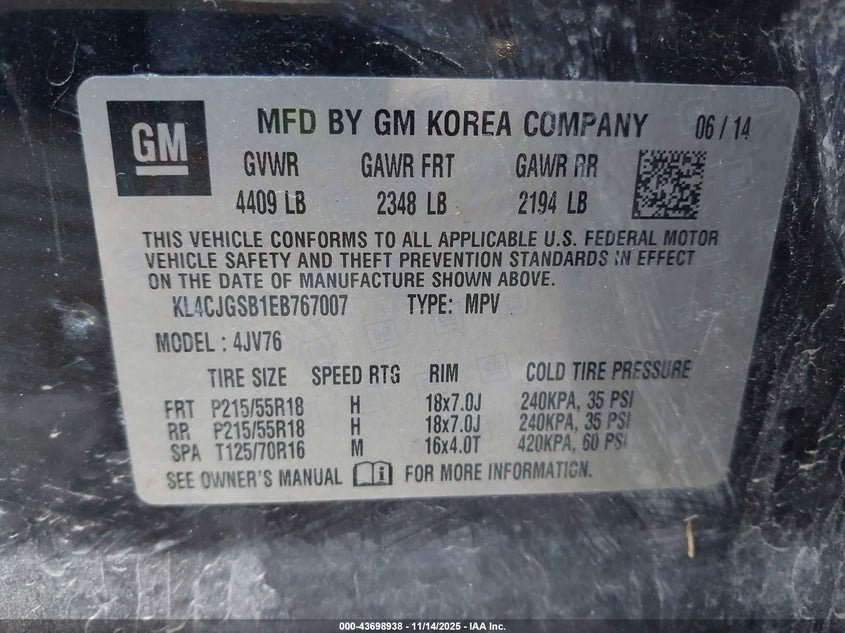 GM
MFD BY GM KOREA COMPANY 06 / 14
GVWR GAWR FRT GAWR RR
4409 LB 2348 LB 2194 LB
THIS VEHICLE CONFORMS TO ALL APPLICABLE U.S. FEDERAL MOTOR
VEHICLE SAFETY AND THEFT PREVENTION STANDARDS IN EFFECT
ON THE DATE OF MANUFACTURE SHOWN ABOVE.
KL4CJGSB1EB767007 TYPE: MPV
MODEL : 4JV76
TIRE SIZE SPEED RTG RIM COLD TIRE PRESSURE
FRT P215/55R18 H 18x7.0J 240KPA, 35 PSI
RR P215/55R18 H 18x7.0J 240KPA, 35 PSI
SPA T125/70R16 M 16x4.0T 420KPA, 60 PSI
SEE OWNER'S MANUAL FOR MORE INFORMATION.
000-43698938 - 11/14/2025 - IAA Inc.